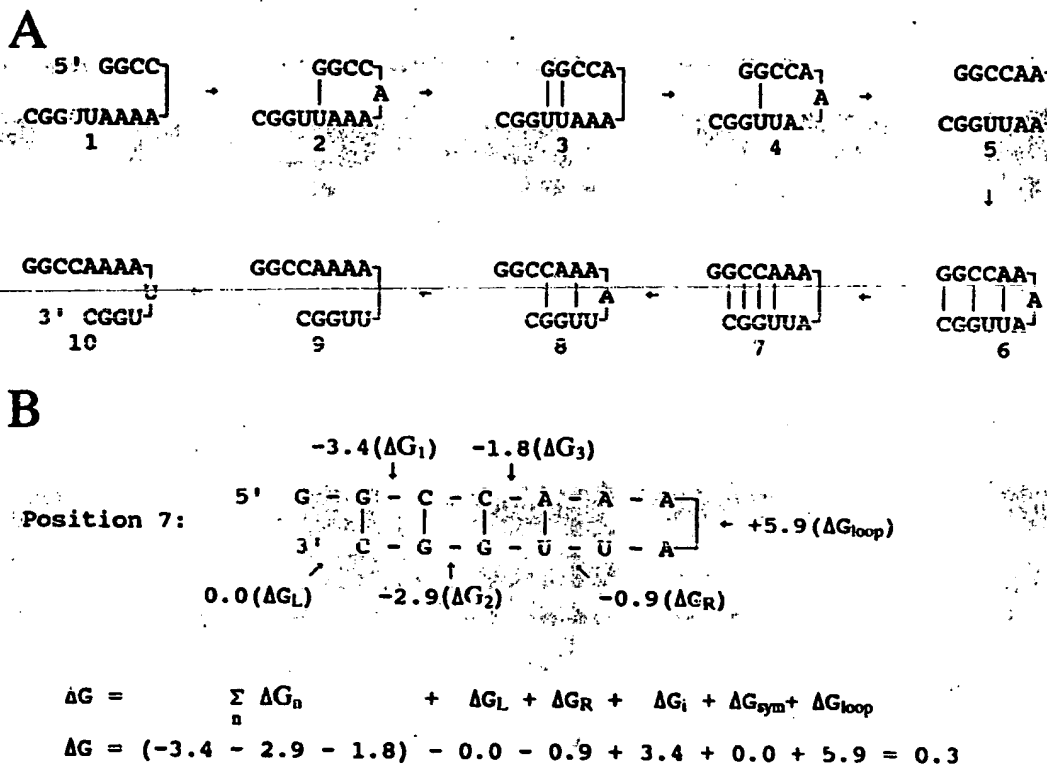 A
5' GGCC → GGCC → GGCCA → GGCCA → GGCCAA
A A
CGGUUAAAA CGGUUAAA CGGUUAAA CGGUUA CGGUUAA
1 2 3 4 5
↓
GGCCAAAA GGCCAAAA GGCCAAA GGCCAAA GGCCAA
U ← ← A ← ← A
3' CGGU CGGUU CGGUU CGGUUA CGGUUA
10 9 8 7 6
B
-3.4(ΔG1) -1.8(ΔG3)
↓ ↓
5' G - G - C - C - A - A - A
Position 7: ← +5.9(ΔGloop)
3' C - G - G - U - U - A
0.0(ΔGL) -2.9(ΔG2) -0.9(ΔGR)
ΔG = Σ ΔGn + ΔGL + ΔGR + ΔGi + ΔGsym + ΔGloop
n
ΔG = (-3.4 - 2.9 - 1.8) - 0.0 - 0.9 + 3.4 + 0.0 + 5.9 = 0.3